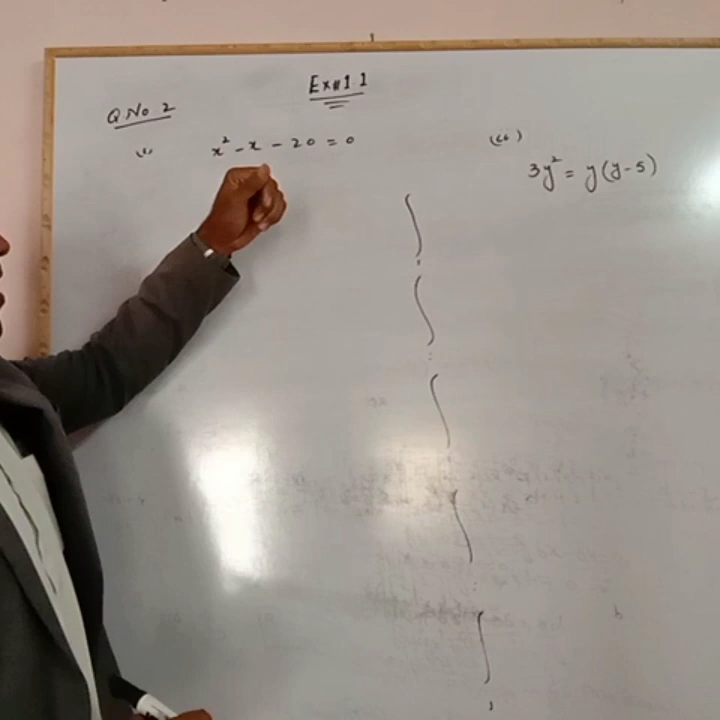 Ex# 1.1
Q No. 2
(i) x² - x - 20 = 0
(ii)
3y² = y(y-5)